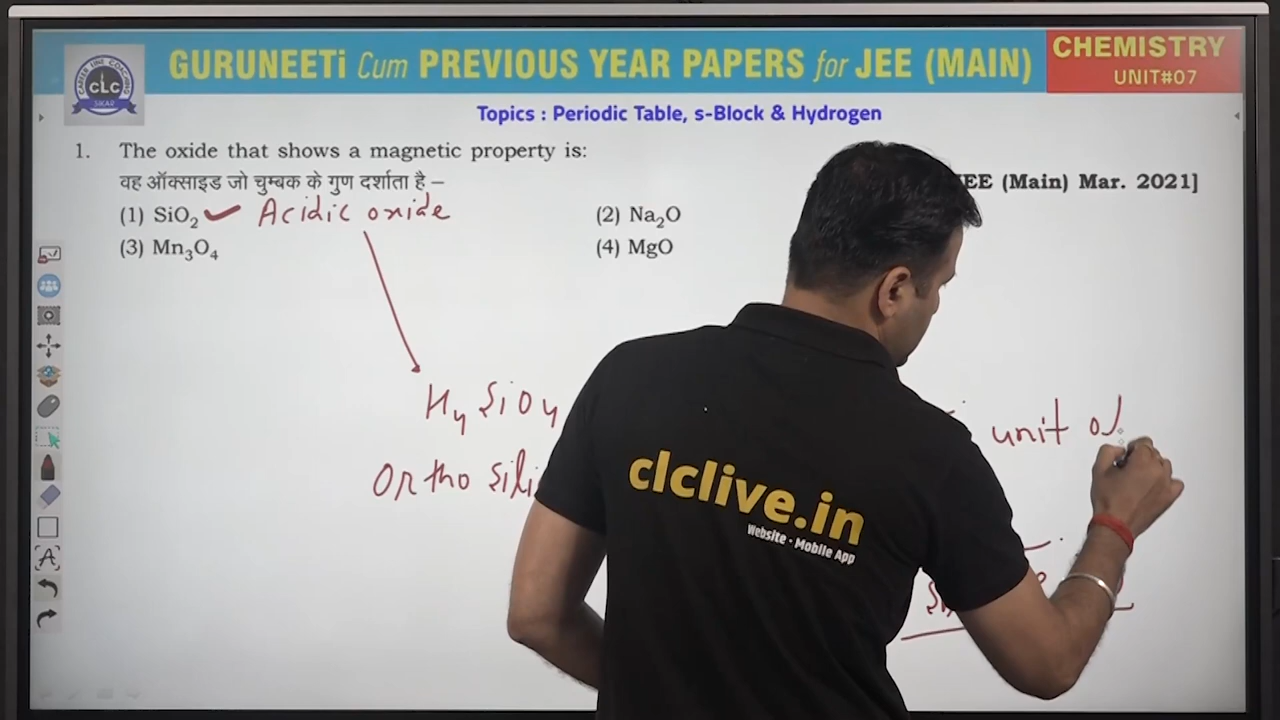 GURUNEETi Cum PREVIOUS YEAR PAPERS for JEE (MAIN)
CHEMISTRY
UNIT#07
CLC
SIKAR
Topics : Periodic Table, s-Block & Hydrogen
1. The oxide that shows a magnetic property is:
वह ऑक्साइड जो चुम्बक के गुण दर्शाता है –
EE (Main) Mar. 2021]
(1) SiO₂ ✓ Acidic oxide
(2) Na₂O
(3) Mn₃O₄
(4) MgO
H₄SiO₄
unit of
Ortho Sili
clclive.in
Website · Mobile App